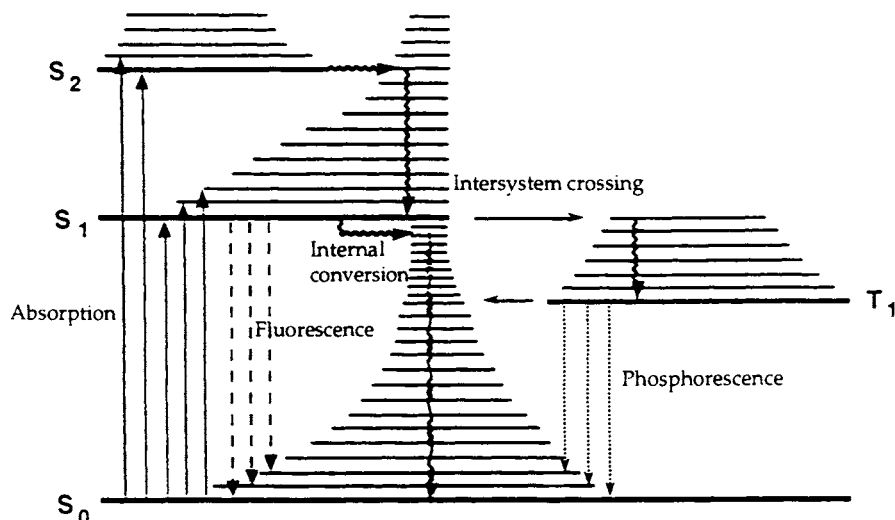 S2
Intersystem crossing
S1
Internal
conversion
T1
Absorption
Fluorescence
Phosphorescence
S0